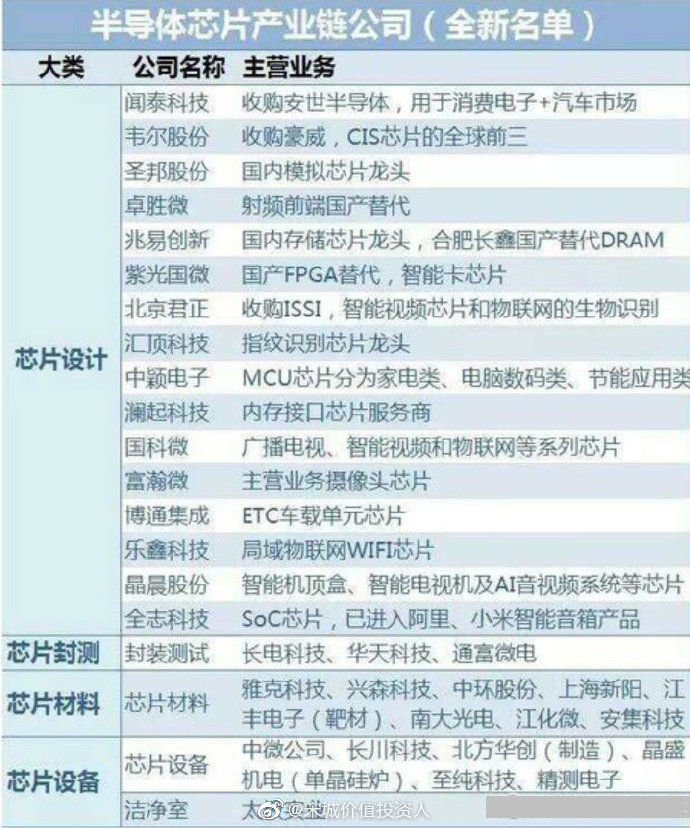 半导体芯片产业链公司（全新名单）
大类 公司名称 主营业务
闻泰科技 收购安世半导体，用于消费电子+汽车市场
韦尔股份 收购豪威，CIS芯片的全球前三
圣邦股份 国内模拟芯片龙头
卓胜微 射频前端国产替代
兆易创新 国内存储芯片龙头，合肥长鑫国产替代DRAM
紫光国微 国产FPGA替代，智能卡芯片
北京君正 收购ISSI，智能视频芯片和物联网的生物识别
芯片设计 汇顶科技 指纹识别芯片龙头
中颖电子 MCU芯片分为家电类、电脑数码类、节能应用类
澜起科技 内存接口芯片服务商
国科微 广播电视、智能视频和物联网等系列芯片
富瀚微 主营业务摄像头芯片
博通集成 ETC车载单元芯片
乐鑫科技 局域物联网WIFI芯片
晶晨股份 智能机顶盒、智能电视机及AI音视频系统等芯片
全志科技 SoC芯片，已进入阿里、小米智能音箱产品
芯片封测 封装测试 长电科技、华天科技、通富微电
芯片材料 芯片材料 雅克科技、兴森科技、中环股份、上海新阳、江
丰电子（靶材）、南大光电、江化微、安集科技
芯片设备 芯片设备 中微公司、长川科技、北方华创（制造）、晶盛
机电（单晶硅炉）、至纯科技、精测电子
洁净室 太
价值投资人